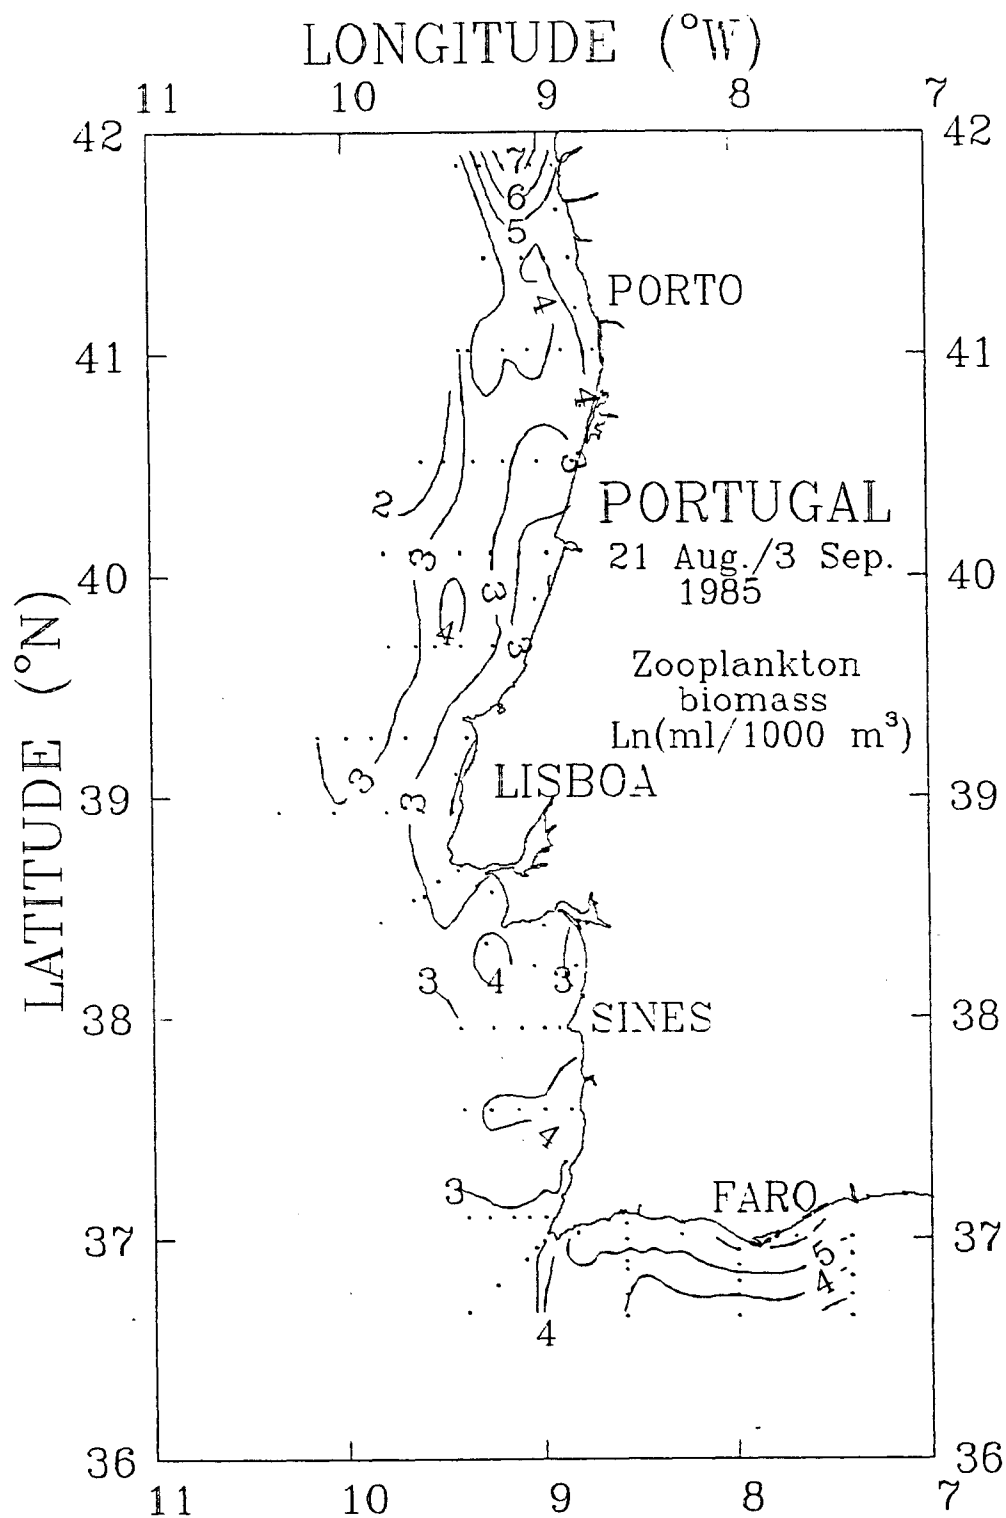 LONGITUDE (°W)
11 10 9 8 7
42 42
7
6
5
4
PORTO
41 41
4
3
2
PORTUGAL
3
21 Aug./3 Sep.
1985
40 40
3
4
3
Zooplankton
biomass
Ln(ml/1000 m³)
LATITUDE (°N)
3
3
LISBOA
39 39
3
4
3
SINES
38 38
4
3
FARO
37 37
5
4
4
36 36
11 10 9 8 7